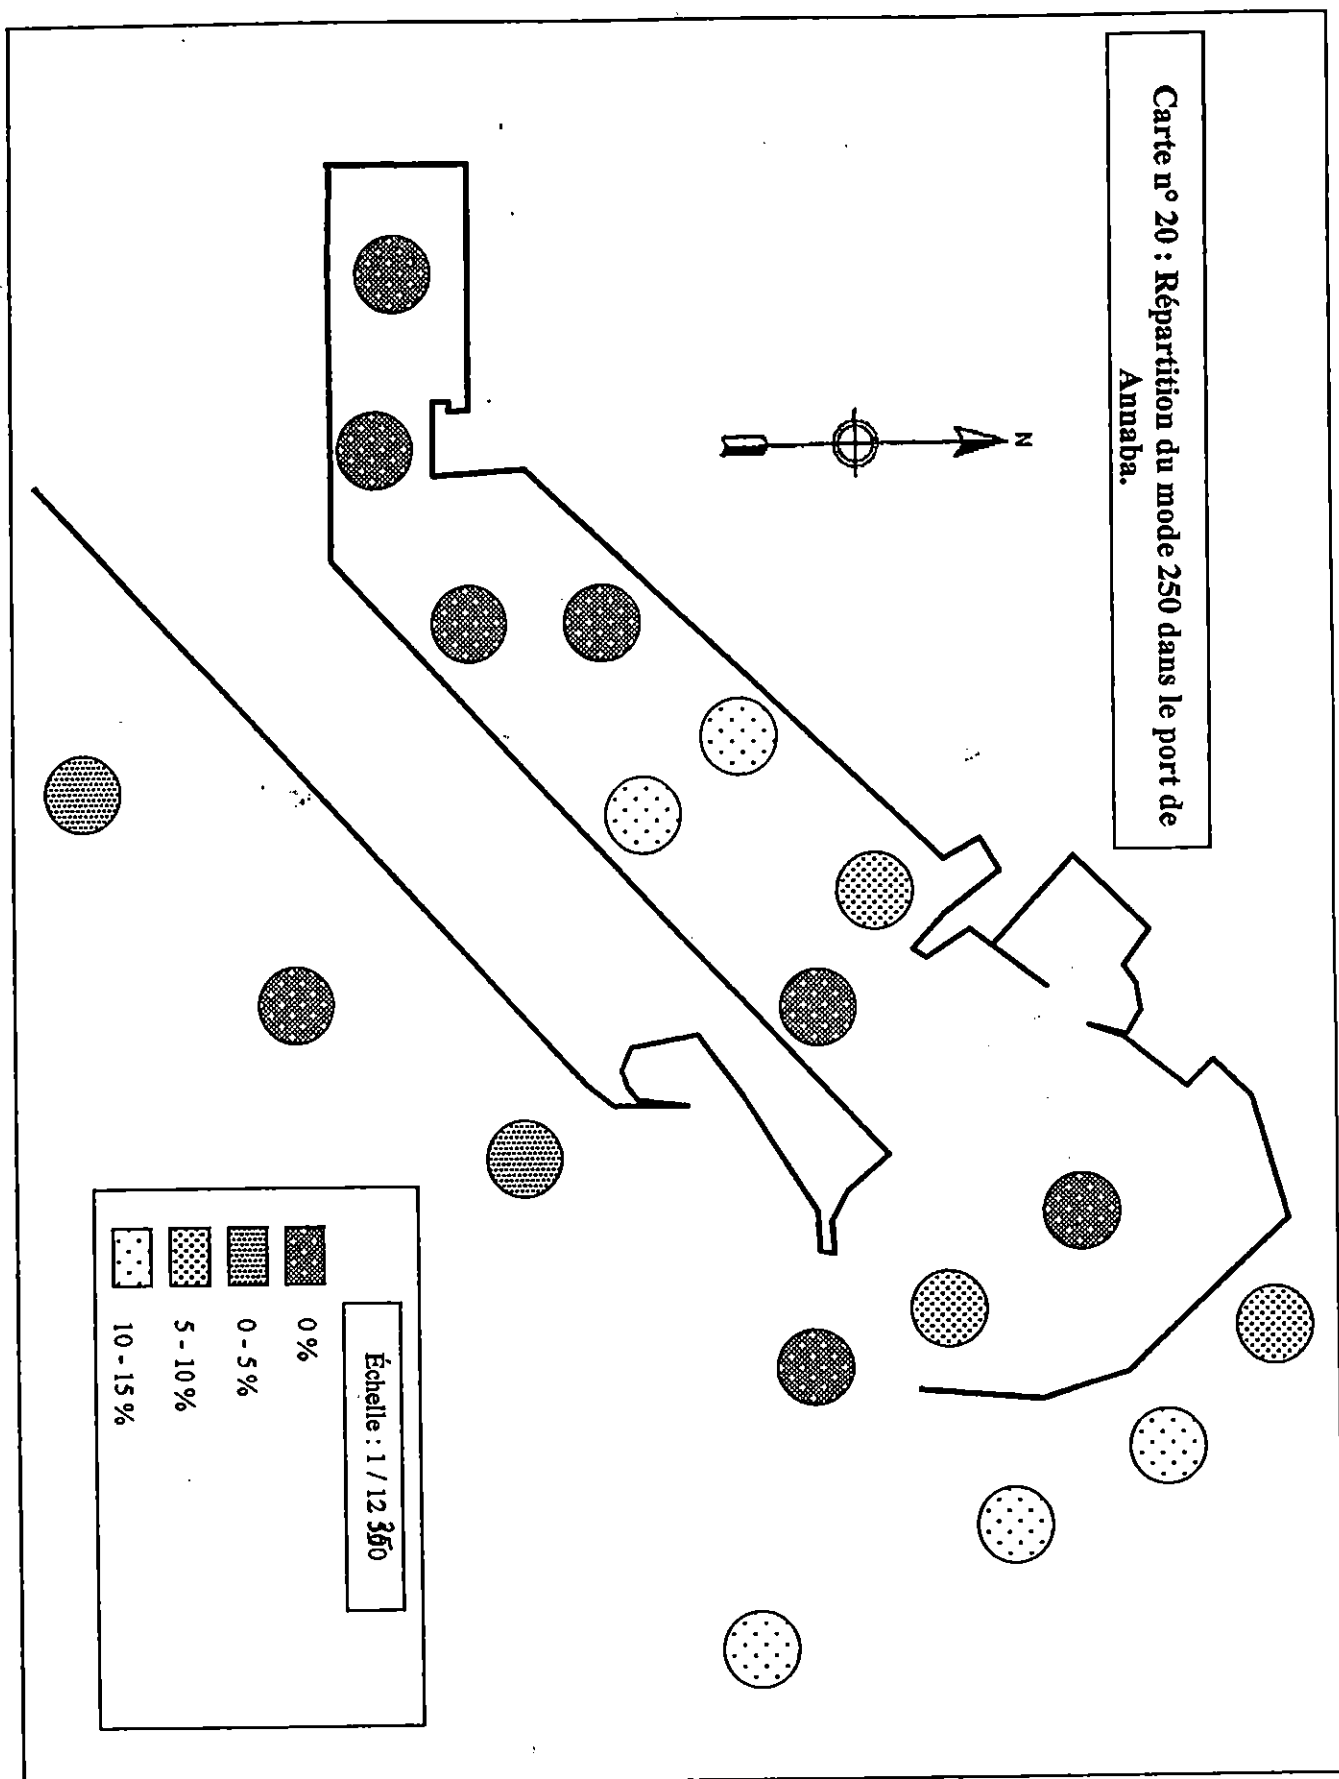 Carte n° 20 : Répartition du mode 250 dans le port de
Annaba.
N
Échelle : 1 / 12
0 %
0 - 5 %
5 - 10 %
10 - 15 %